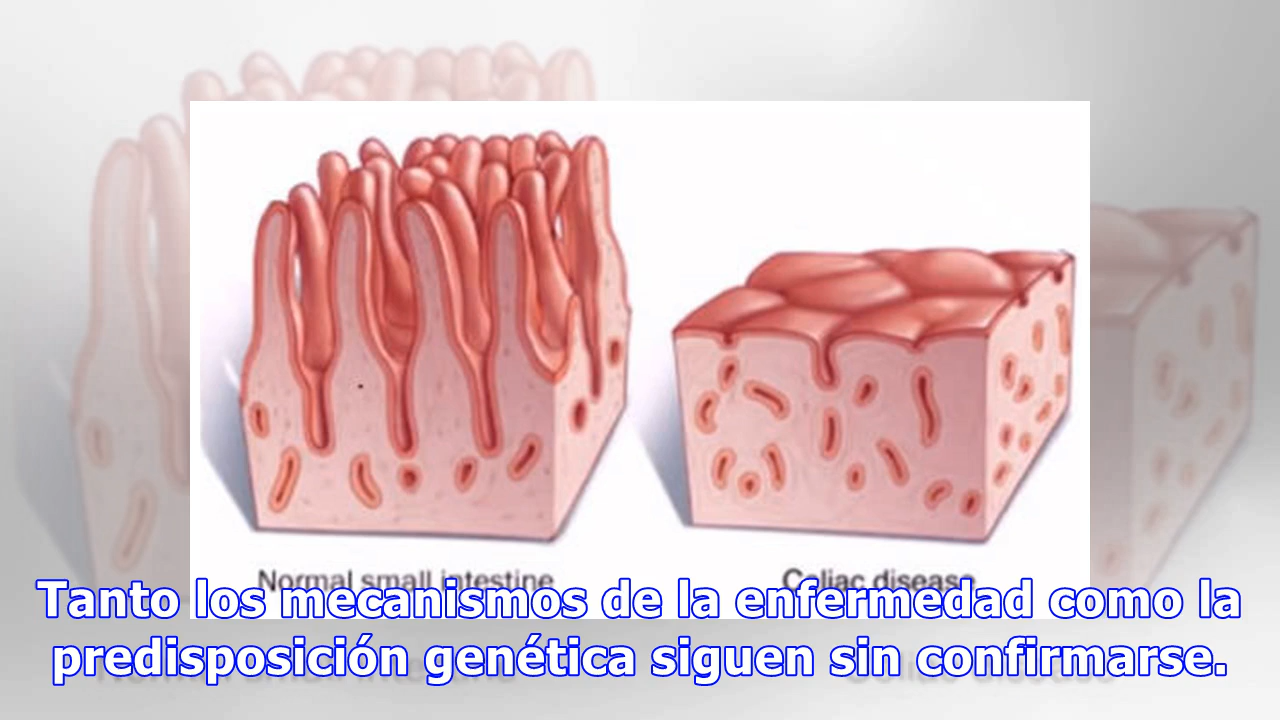 Normal small intestine
Celiac disease
Tanto los mecanismos de la enfermedad como la
predisposición genética siguen sin confirmarse.